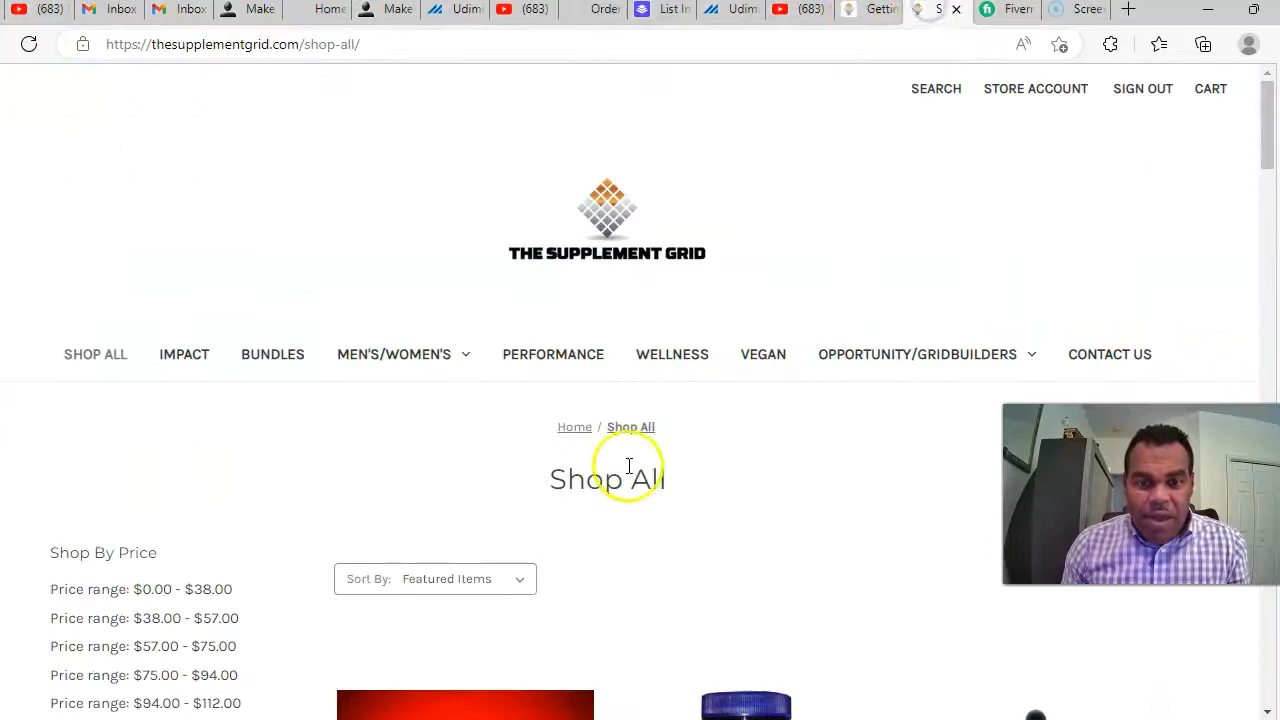 (683)
Inbox
Inbox
Make
Home
Make
Udim
(683)
Order
List In
Udim
(683)
Gettin
S
Fiverr
Scree
https://thesupplementgrid.com/shop-all/
SEARCH STORE ACCOUNT SIGN OUT CART
THE SUPPLEMENT GRID
SHOP ALL IMPACT BUNDLES MEN'S/WOMEN'S PERFORMANCE WELLNESS VEGAN OPPORTUNITY/GRIDBUILDERS CONTACT US
Home / Shop All
Shop All
Shop By Price
Sort By: Featured Items
Price range: $0.00 - $38.00
Price range: $38.00 - $57.00
Price range: $57.00 - $75.00
Price range: $75.00 - $94.00
Price range: $94.00 - $112.00